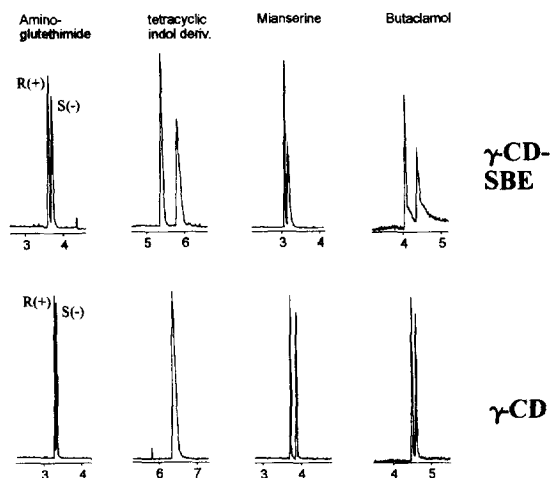 Amino-
glutethimide
tetracyclic
indol deriv.
Mianserine
Butaclamol
R(+)
S(-)
γ-CD-
SBE
3 4
5 6
3 4
4 5
R(+)
S(-)
γ-CD
3 4
6 7
3 4
4 5